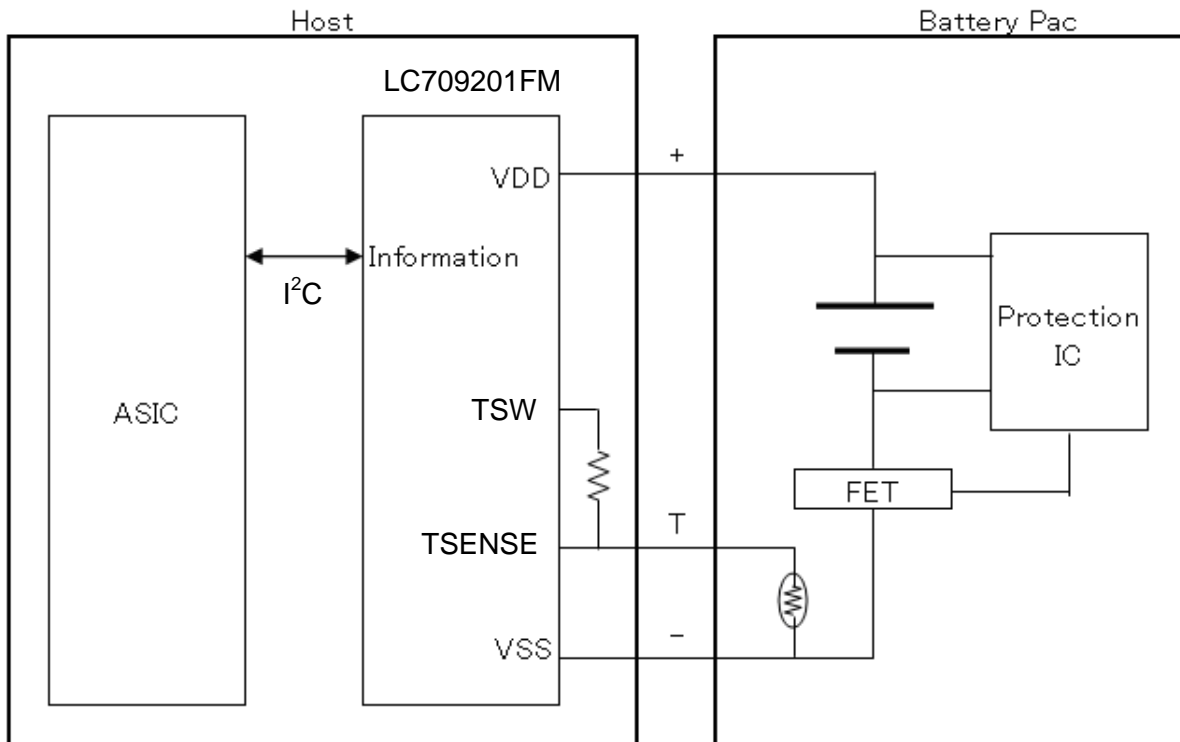 Host
Battery Pac
LC709201FM
VDD
+
Information
I²C
Protection
IC
ASIC
TSW
FET
TSENSE
T
VSS
−